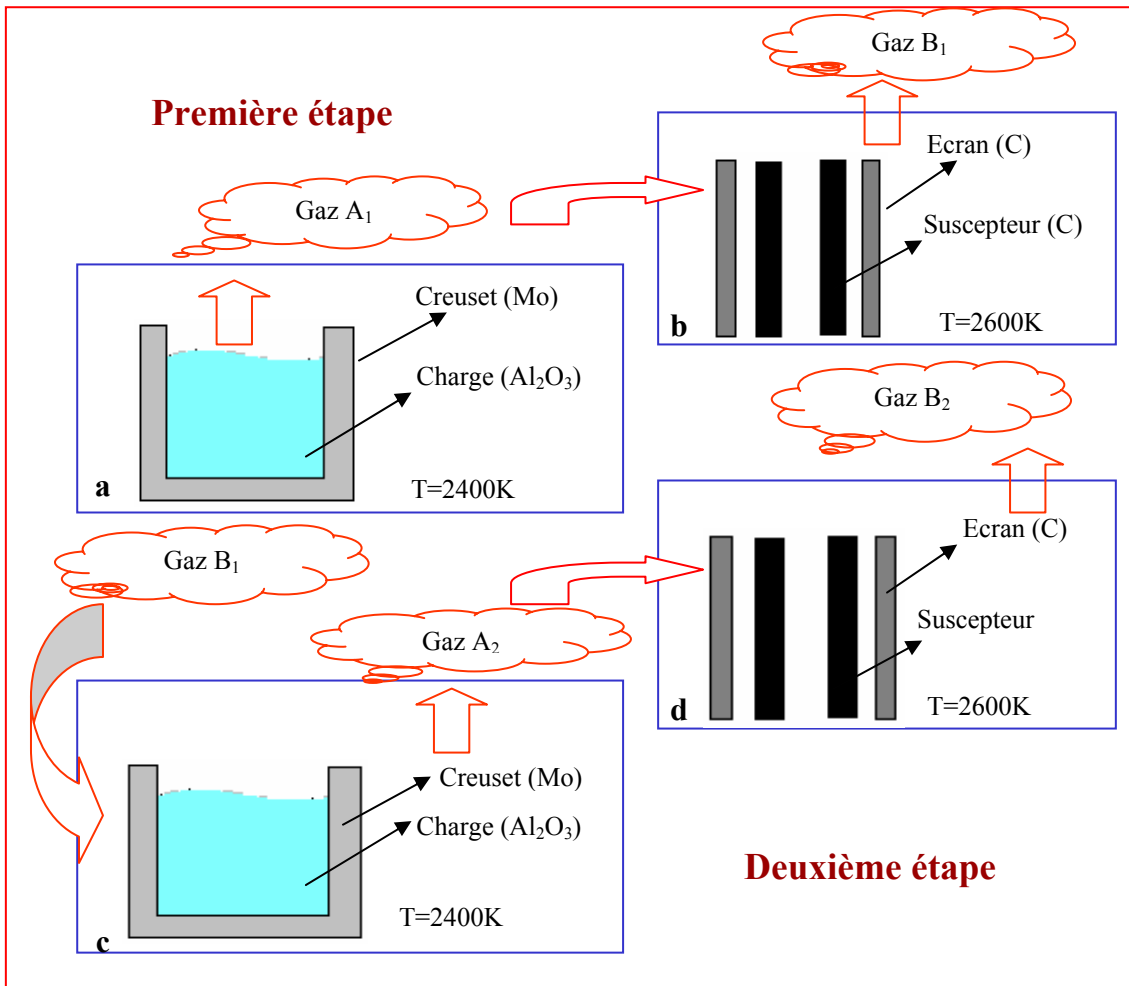 Première étape
Gaz A₁
Creuset (Mo)
Charge (Al₂O₃)
a
T=2400K
Gaz B₁
Ecran (C)
Suscepteur (C)
b
T=2600K
Gaz B₁
Gaz A₂
Creuset (Mo)
Charge (Al₂O₃)
c
T=2400K
Gaz B₂
Ecran (C)
Suscepteur
d
T=2600K
Deuxième étape